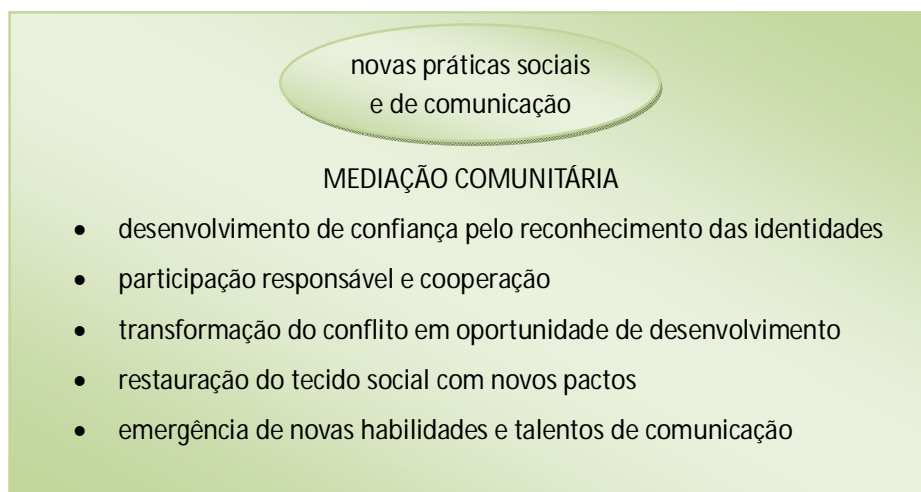 novas práticas sociais
e de comunicação
MEDIAÇÃO COMUNITÁRIA
• desenvolvimento de confiança pelo reconhecimento das identidades
• participação responsável e cooperação
• transformação do conflito em oportunidade de desenvolvimento
• restauração do tecido social com novos pactos
• emergência de novas habilidades e talentos de comunicação